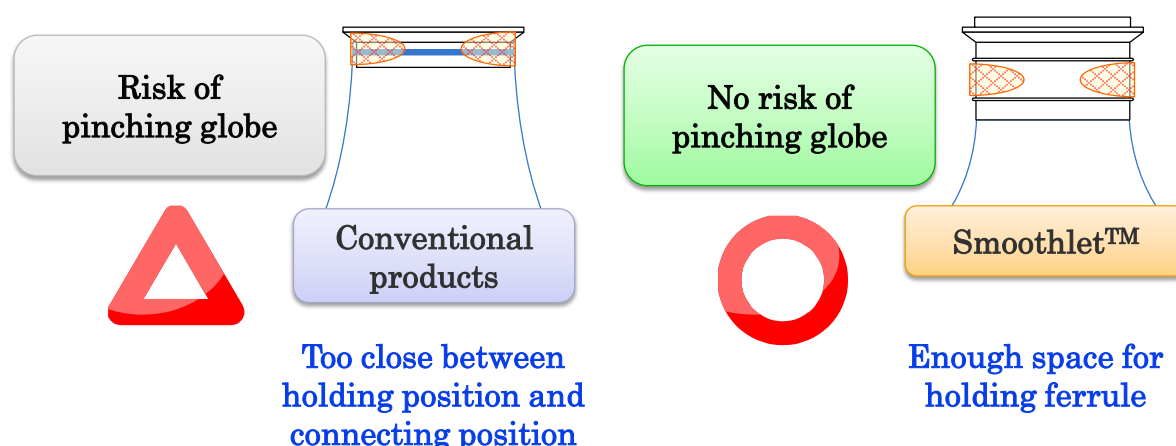 Risk of
pinching globe
Conventional
products
Too close between
holding position and
connecting position
No risk of
pinching globe
Smoothlet™
Enough space for
holding ferrule